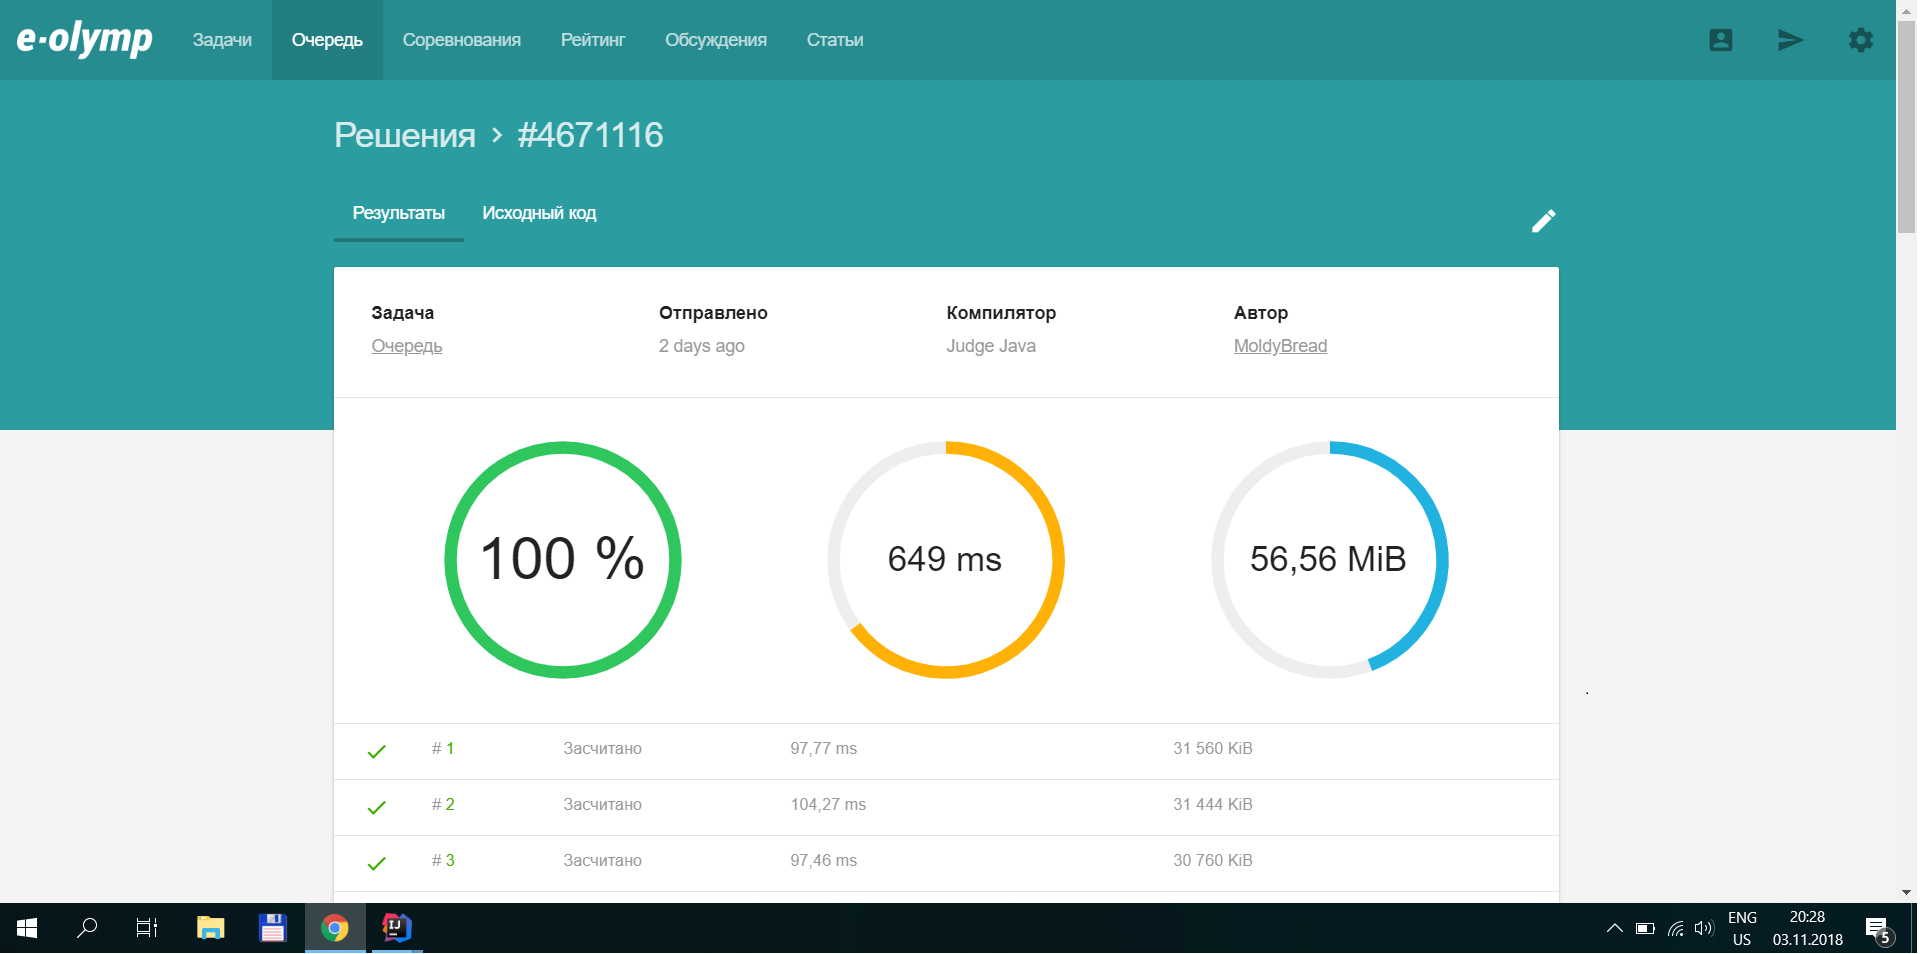 e-olymp Задачи Очередь Соревнования Рейтинг Обсуждения Статьи
Решения › #4671116
Результаты Исходный код
Задача Отправлено Компилятор Автор
Очередь 2 days ago Judge Java MoldyBread
100 % 649 ms 56,56 MiB
# 1 Засчитано 97,77 ms 31 560 KiB
# 2 Засчитано 104,27 ms 31 444 KiB
# 3 Засчитано 97,46 ms 30 760 KiB
IJ
ENG 20:28
US 03.11.2018 5